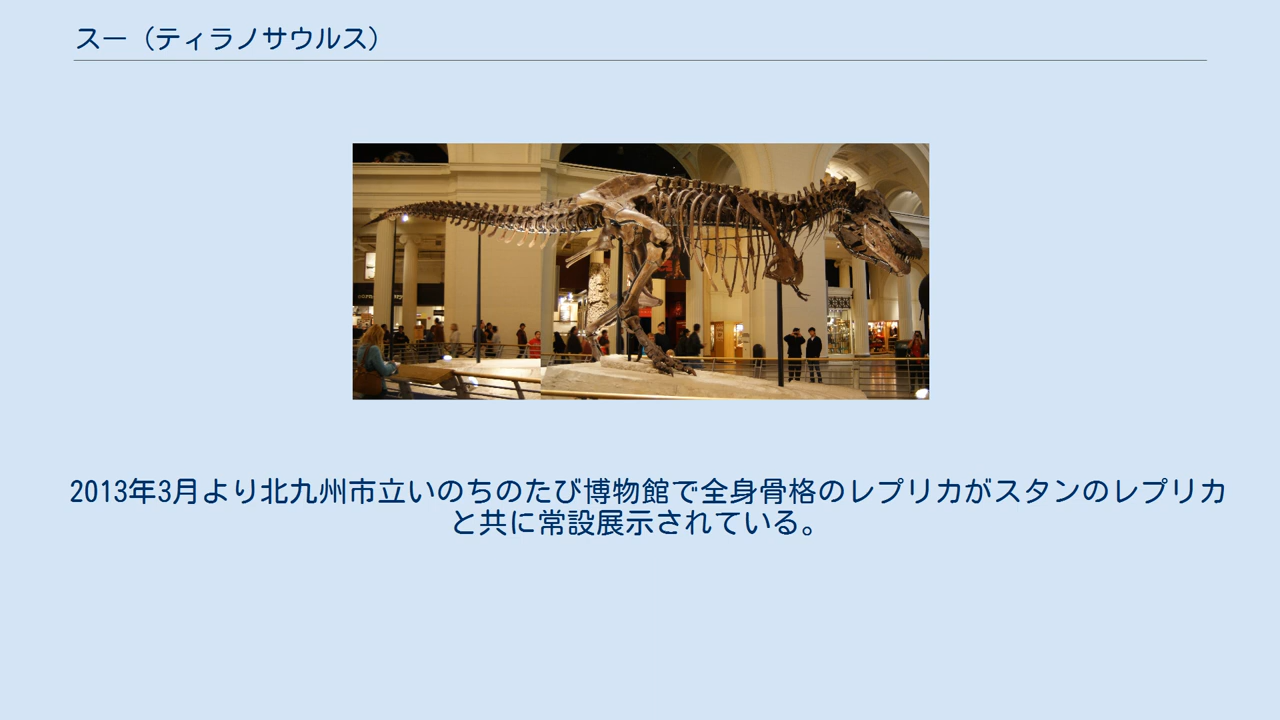 スー（ティラノサウルス）
2013年3月より北九州市立いのちのたび博物館で全身骨格のレプリカがスタンのレプリカ
と共に常設展示されている。